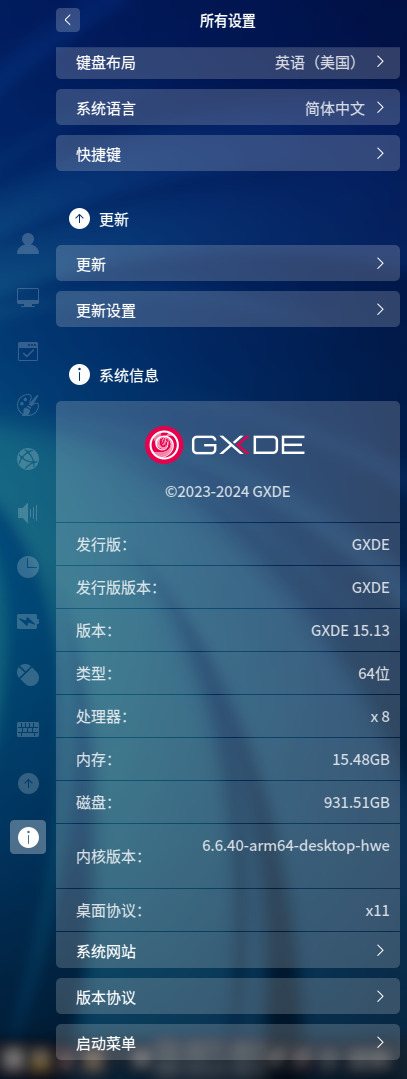 所有设置
键盘布局 英语（美国）
系统语言 简体中文
快捷键
更新
更新
更新设置
系统信息
GXDE
©2023-2024 GXDE
发行版： GXDE
发行版版本： GXDE
版本： GXDE 15.13
类型： 64位
处理器： x 8
内存： 15.48GB
磁盘： 931.51GB
内核版本： 6.6.40-arm64-desktop-hwe
桌面协议： x11
系统网站
版本协议
启动菜单